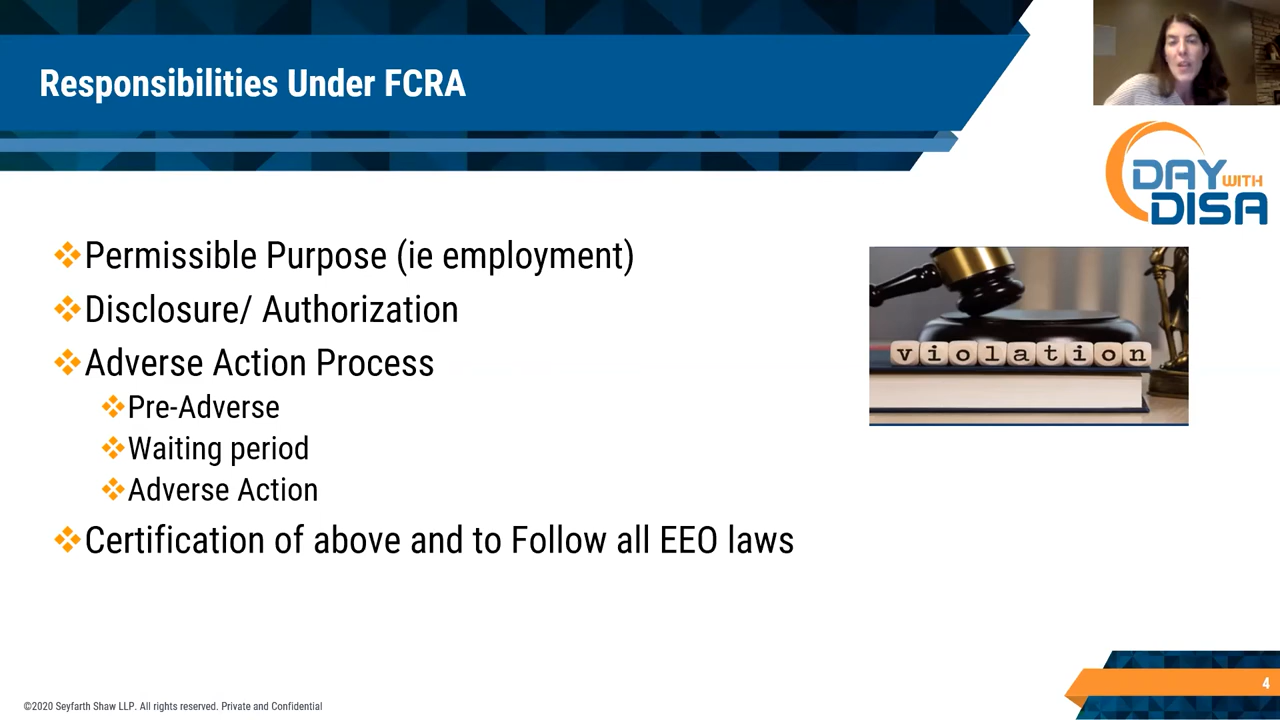 Responsibilities Under FCRA
DAY WITH
DISA
Permissible Purpose (ie employment)
Disclosure/ Authorization
Adverse Action Process
Pre-Adverse
Waiting period
Adverse Action
Certification of above and to Follow all EEO laws
violation
4
©2020 Seyfarth Shaw LLP. All rights reserved. Private and Confidential